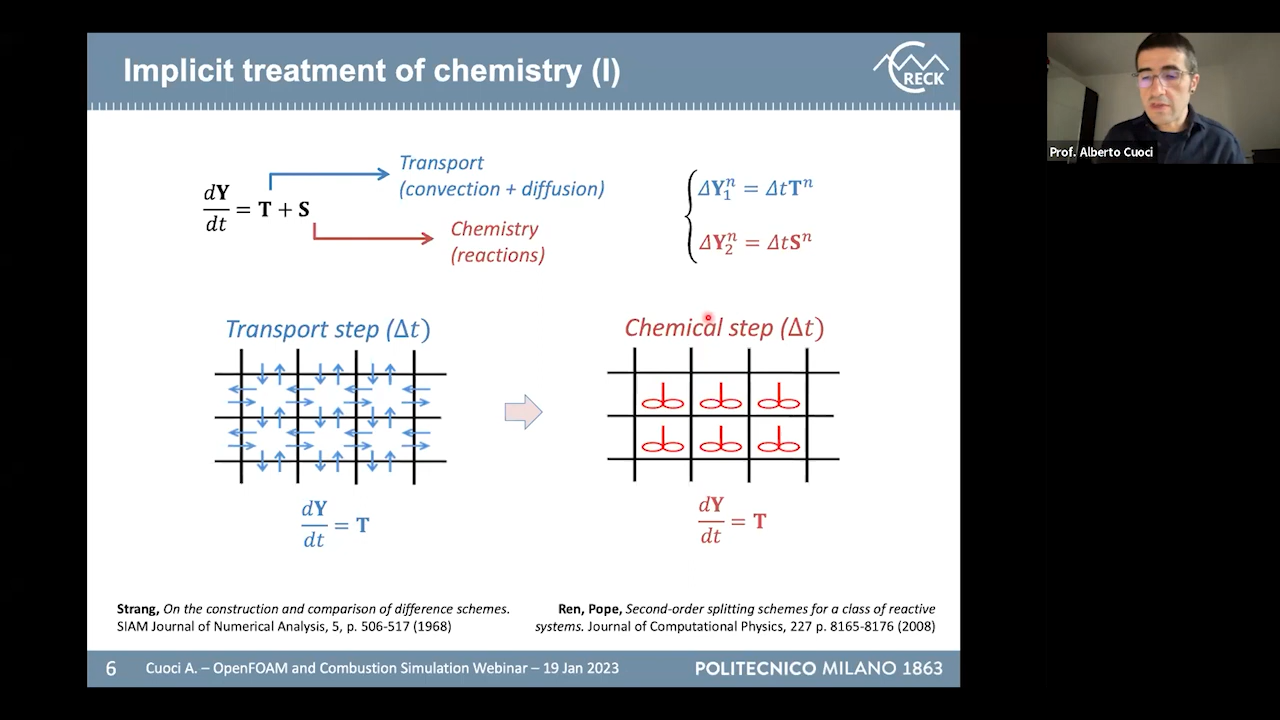 Implicit treatment of chemistry (I)
CRECK
Prof. Alberto Cuoci
dY/dt = T + S
Transport
(convection + diffusion)
Chemistry
(reactions)
ΔY₁ⁿ = ΔtTⁿ
ΔY₂ⁿ = ΔtSⁿ
Transport step (Δt)
Chemical step (Δt)
dY/dt = T
dY/dt = T
Strang, On the construction and comparison of difference schemes.
SIAM Journal of Numerical Analysis, 5, p. 506-517 (1968)
Ren, Pope, Second-order splitting schemes for a class of reactive
systems. Journal of Computational Physics, 227 p. 8165-8176 (2008)
6
Cuoci A. – OpenFOAM and Combustion Simulation Webinar – 19 Jan 2023
POLITECNICO MILANO 1863